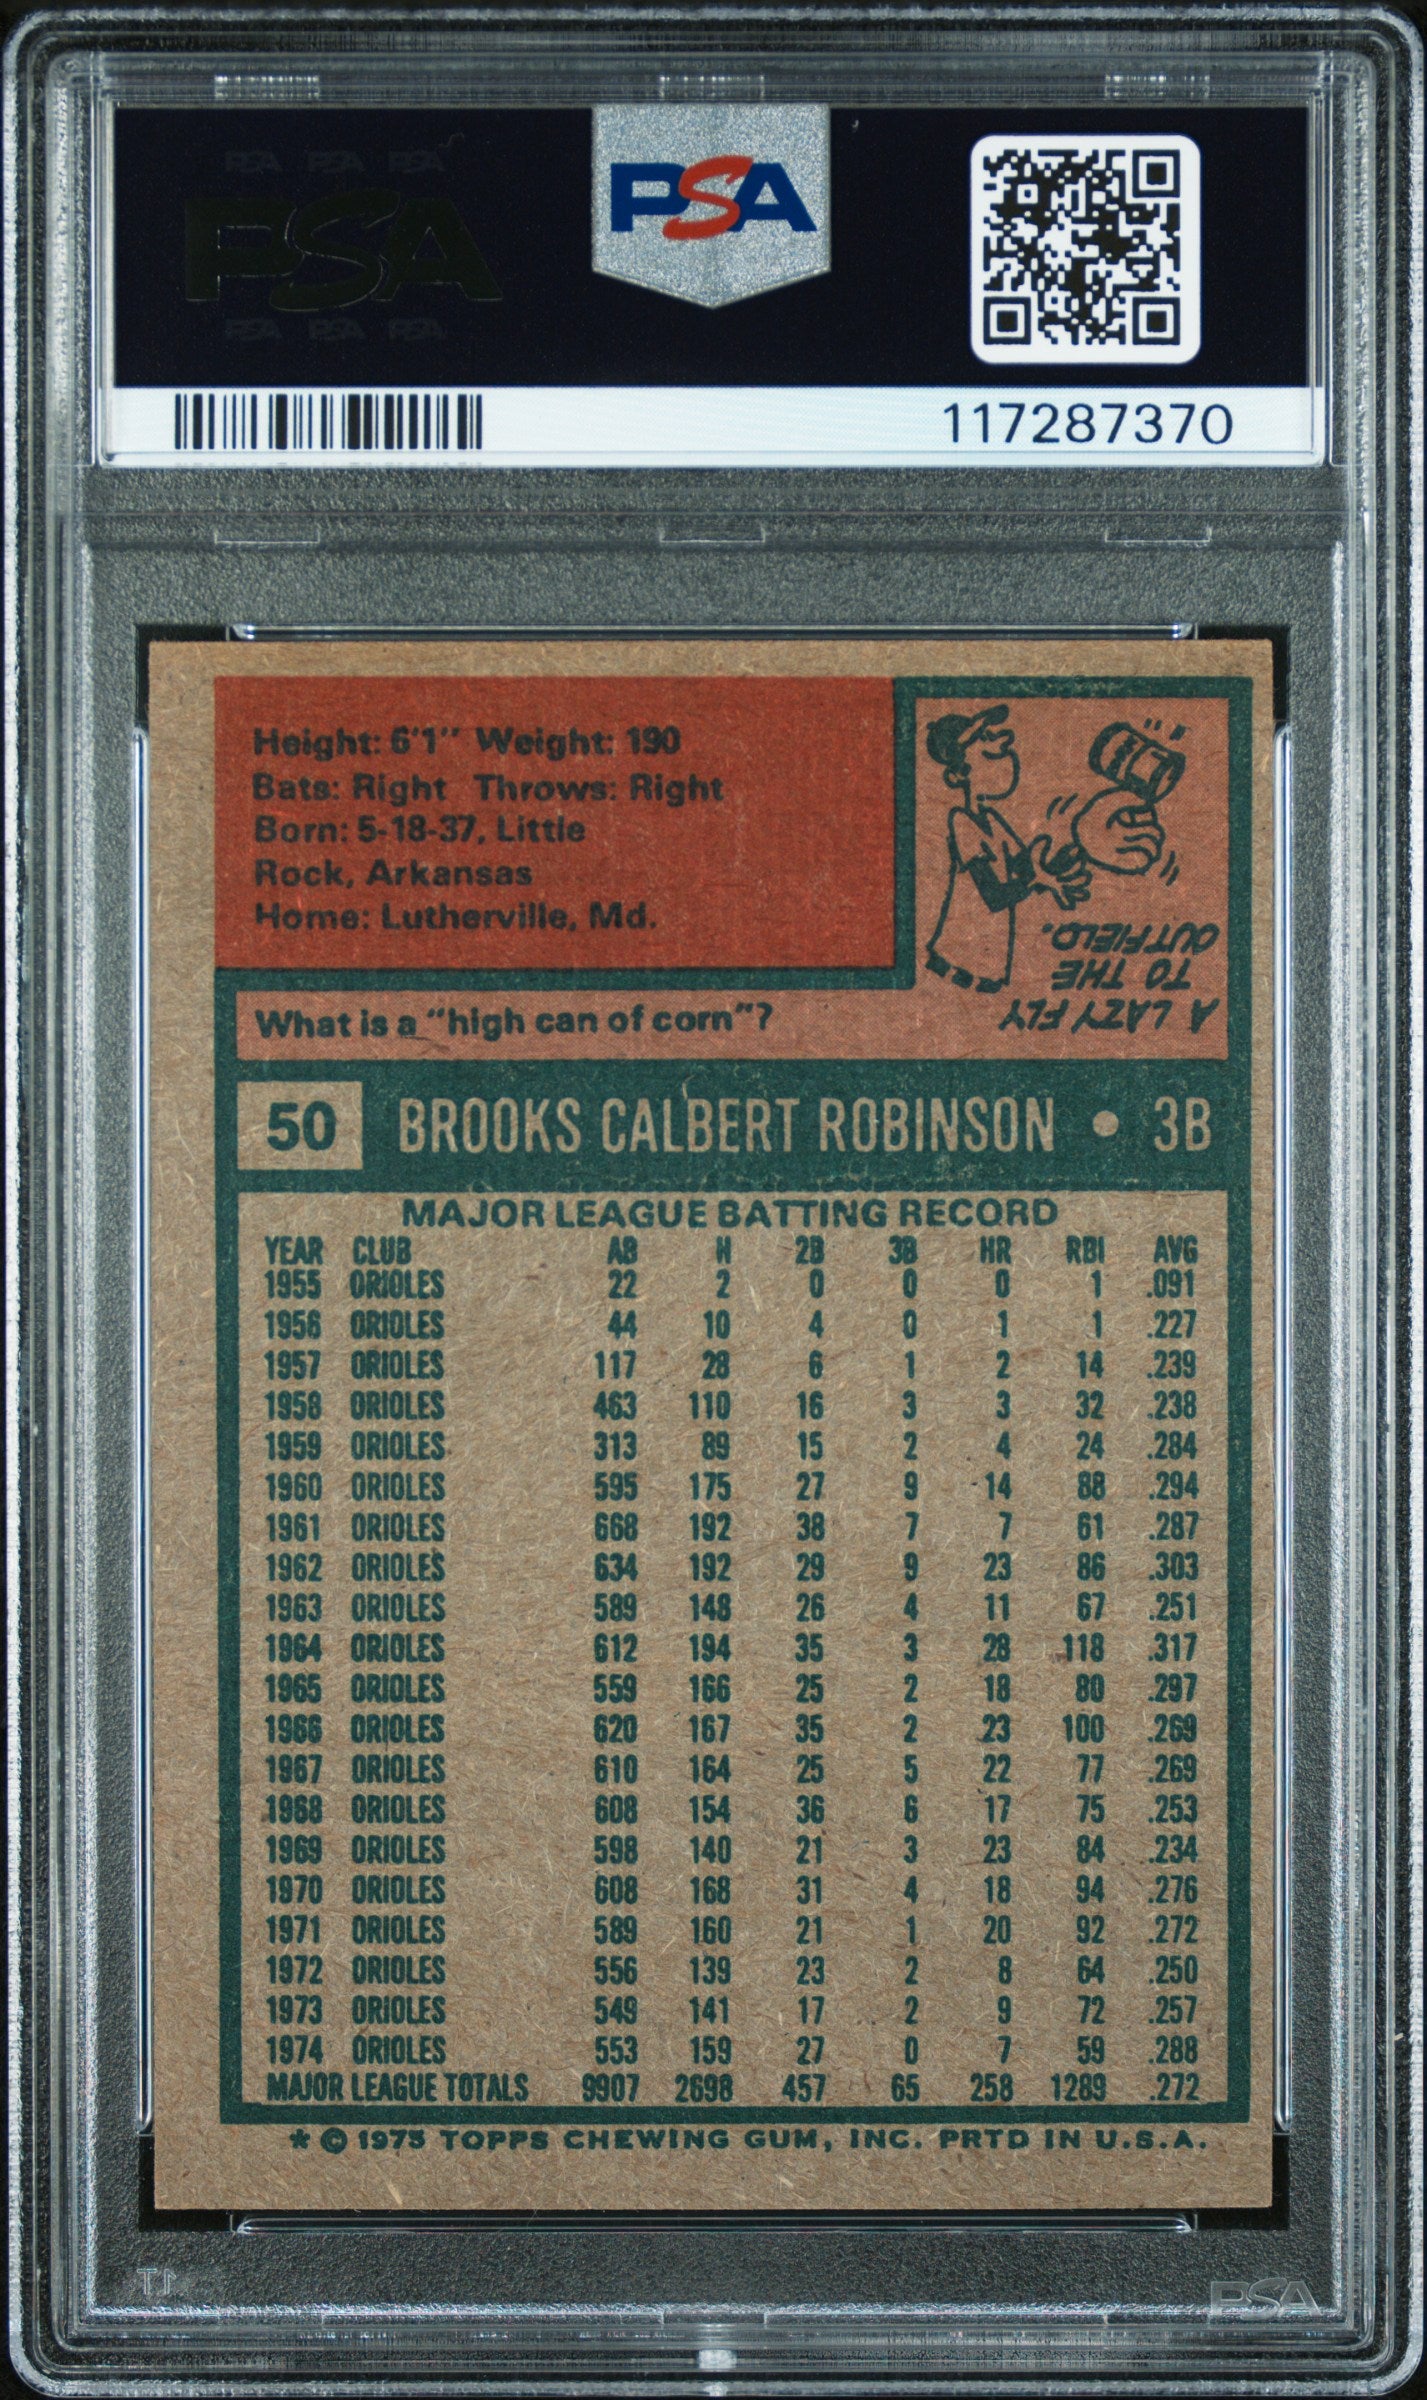 PSA PSA PSA
PSA
PSA PSA PSA
PSA
117287370
Height: 6'1" Weight: 190
Bats: Right Throws: Right
Born: 5-18-37, Little
Rock, Arkansas
Home: Lutherville, Md.
What is a "high can of corn"?
A LAZY FLY
TO THE
OUTFIELD.
50 BROOKS CALBERT ROBINSON • 3B
MAJOR LEAGUE BATTING RECORD
YEAR CLUB AB H 2B 3B HR RBI AVG
1955 ORIOLES 22 2 0 0 0 1 .091
1956 ORIOLES 44 10 4 0 1 1 .227
1957 ORIOLES 117 28 6 1 2 14 .239
1958 ORIOLES 463 110 16 3 3 32 .238
1959 ORIOLES 313 89 15 2 4 24 .284
1960 ORIOLES 595 175 27 9 14 88 .294
1961 ORIOLES 668 192 38 7 7 61 .287
1962 ORIOLES 634 192 29 9 23 86 .303
1963 ORIOLES 589 148 26 4 11 67 .251
1964 ORIOLES 612 194 35 3 28 118 .317
1965 ORIOLES 559 166 25 2 18 80 .297
1966 ORIOLES 620 167 35 2 23 100 .269
1967 ORIOLES 610 164 25 5 22 77 .269
1968 ORIOLES 608 154 36 6 17 75 .253
1969 ORIOLES 598 140 21 3 23 84 .234
1970 ORIOLES 608 168 31 4 18 94 .276
1971 ORIOLES 589 160 21 1 20 92 .272
1972 ORIOLES 556 139 23 2 8 64 .250
1973 ORIOLES 549 141 17 2 9 72 .257
1974 ORIOLES 553 159 27 0 7 59 .288
MAJOR LEAGUE TOTALS 9907 2698 457 65 258 1289 .272
* © 1975 TOPPS CHEWING GUM, INC. PRTD IN U.S.A.
PSA